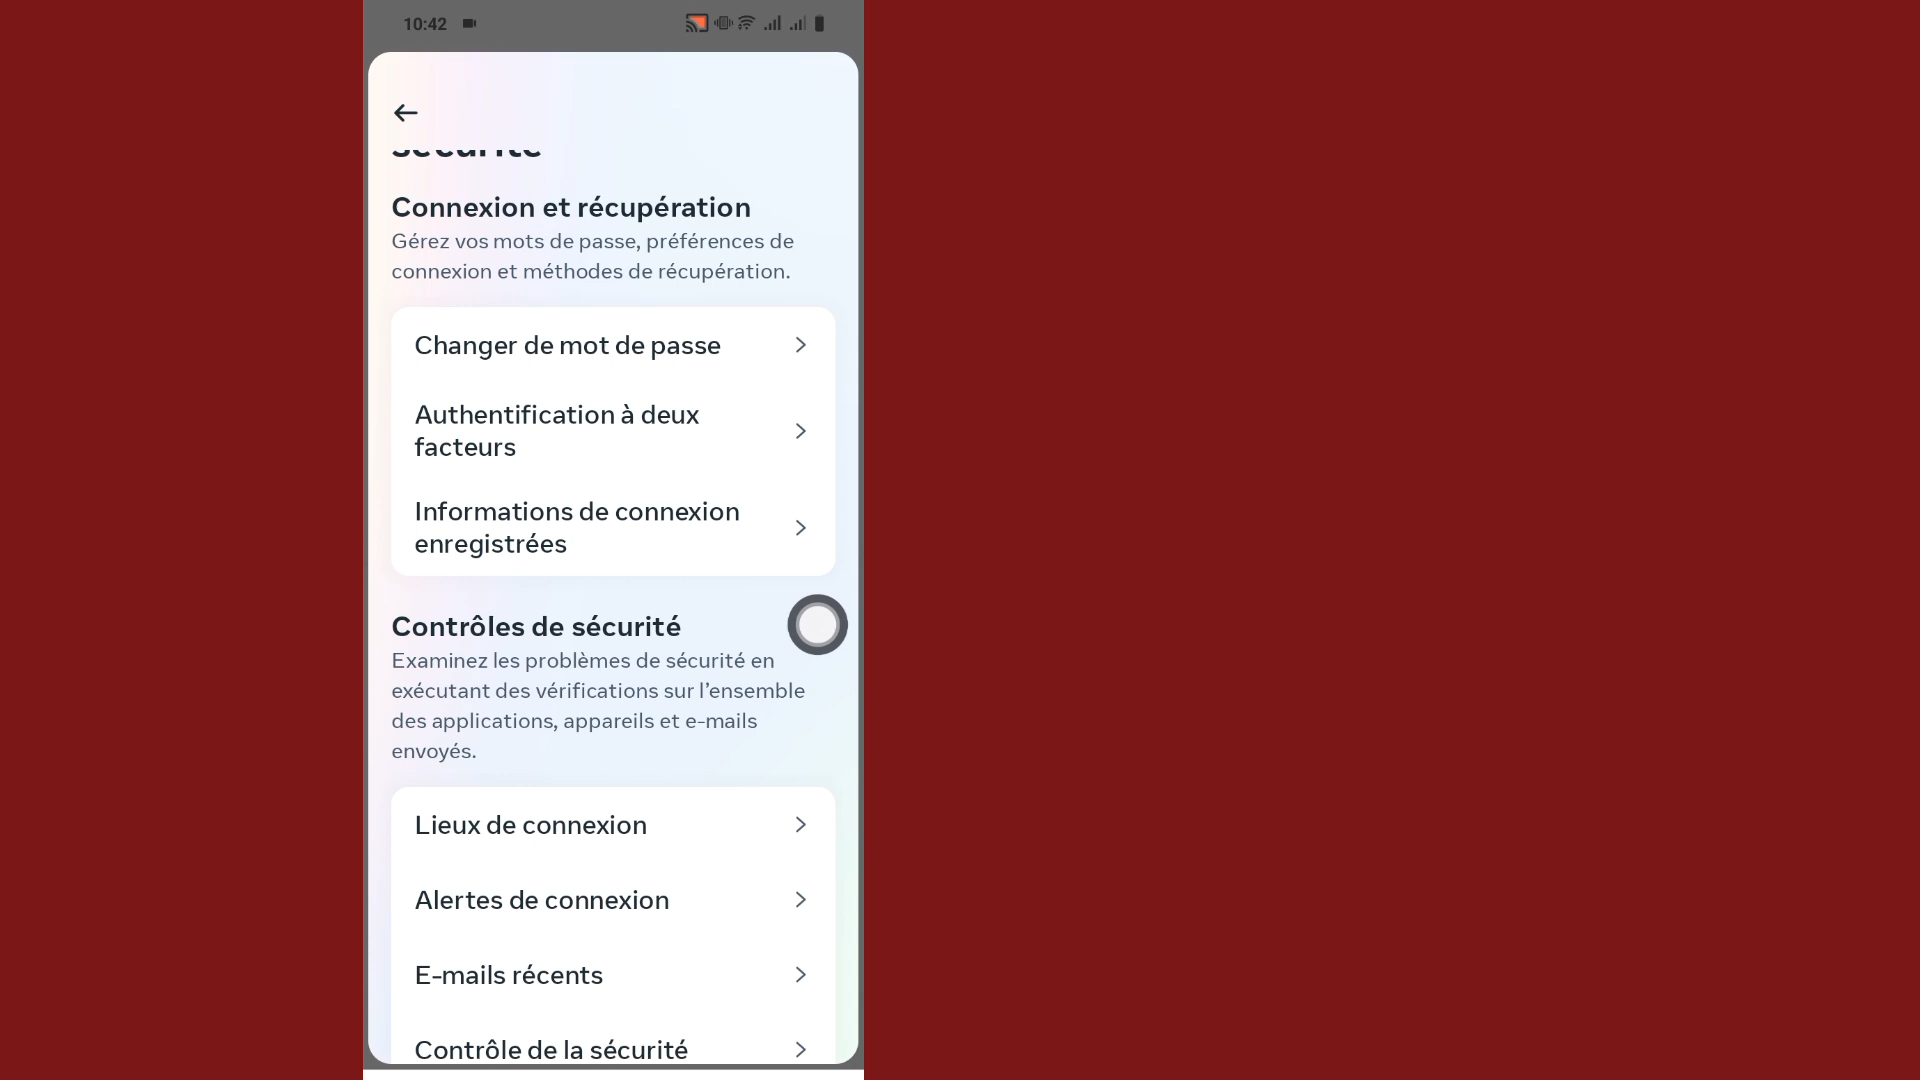 10:42
Connexion et récupération
Gérez vos mots de passe, préférences de
connexion et méthodes de récupération.
Changer de mot de passe
Authentification à deux
facteurs
Informations de connexion
enregistrées
Contrôles de sécurité
Examinez les problèmes de sécurité en
exécutant des vérifications sur l’ensemble
des applications, appareils et e-mails
envoyés.
Lieux de connexion
Alertes de connexion
E-mails récents
Contrôle de la sécurité